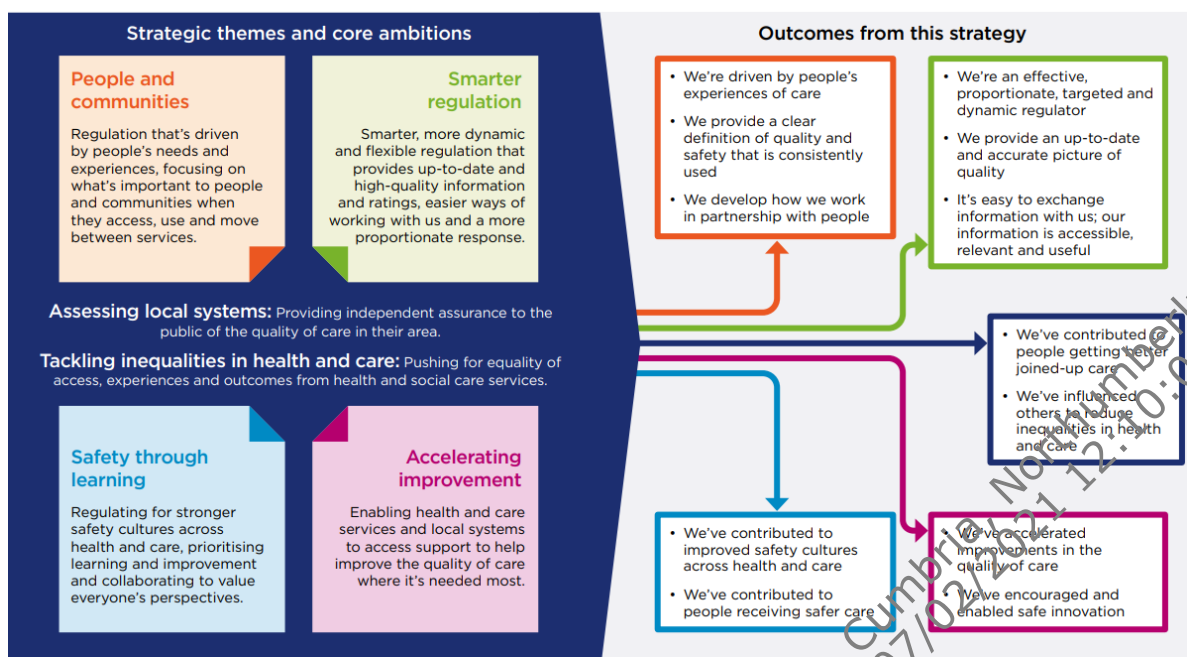 Strategic themes and core ambitions
People and
communities
Regulation that's driven
by people's needs and
experiences, focusing on
what's important to people
and communities when
they access, use and move
between services.
Smarter
regulation
Smarter, more dynamic
and flexible regulation that
provides up-to-date and
high-quality information
and ratings, easier ways of
working with us and a more
proportionate response.
Assessing local systems: Providing independent assurance to the
public of the quality of care in their area.
Tackling inequalities in health and care: Pushing for equality of
access, experiences and outcomes from health and social care services.
Safety through
learning
Regulating for stronger
safety cultures across
health and care, prioritising
learning and improvement
and collaborating to value
everyone's perspectives.
Accelerating
improvement
Enabling health and care
services and local systems
to access support to help
improve the quality of care
where it's needed most.
Outcomes from this strategy
• We're driven by people's
experiences of care
• We provide a clear
definition of quality and
safety that is consistently
used
• We develop how we work
in partnership with people
• We're an effective,
proportionate, targeted and
dynamic regulator
• We provide an up-to-date
and accurate picture of
quality
• It's easy to exchange
information with us; our
information is accessible,
relevant and useful
• We've contributed to
people getting better
joined-up care
• We've influenced
others to reduce
inequalities in health
and care
• We've contributed to
improved safety cultures
across health and care
• We've contributed to
people receiving safer care
• We've accelerated
improvements in the
quality of care
• We've encouraged and
enabled safe innovation
Cumbria, Northumberl
07/02/2021 12:10:0